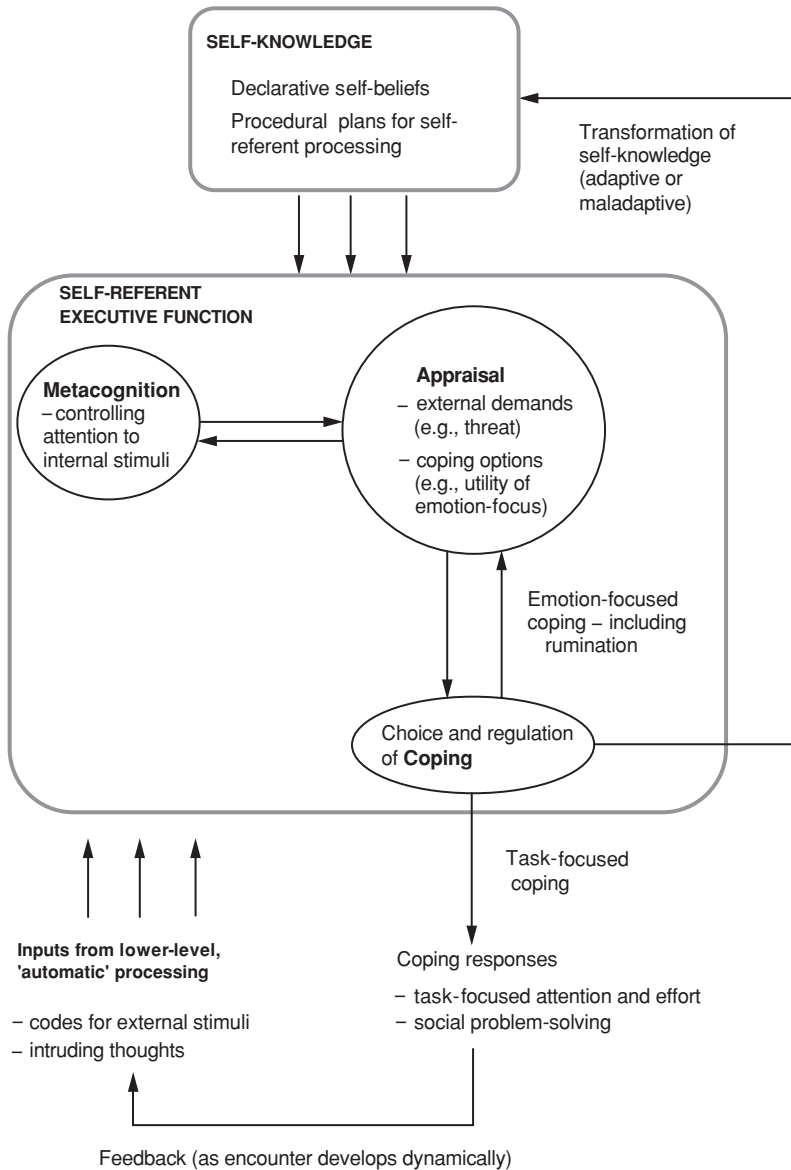 SELF-KNOWLEDGE
Declarative self-beliefs
Procedural plans for self-
referent processing
Transformation of
self-knowledge
(adaptive or
maladaptive)
SELF-REFERENT
EXECUTIVE FUNCTION
Metacognition
– controlling
attention to
internal stimuli
Appraisal
– external demands
(e.g., threat)
– coping options
(e.g., utility of
emotion-focus)
Emotion-focused
coping – including
rumination
Choice and regulation
of Coping
Task-focused
coping
Inputs from lower-level,
'automatic' processing
– codes for external stimuli
– intruding thoughts
Coping responses
– task-focused attention and effort
– social problem-solving
Feedback (as encounter develops dynamically)